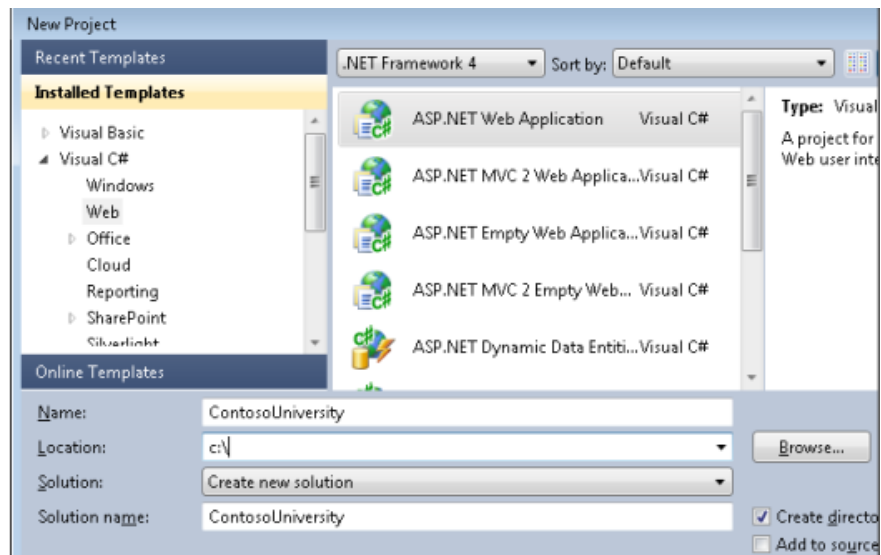 New Project
Recent Templates
Installed Templates
Visual Basic
Visual C#
Windows
Web
Office
Cloud
Reporting
SharePoint
Silverlight
Online Templates
.NET Framework 4 Sort by: Default
ASP.NET Web Application Visual C#
ASP.NET MVC 2 Web Applica... Visual C#
ASP.NET Empty Web Applica... Visual C#
ASP.NET MVC 2 Empty Web... Visual C#
ASP.NET Dynamic Data Entiti... Visual C#
Type: Visual
A project for
Web user inte
Name: ContosoUniversity
Location: c:\ Browse...
Solution: Create new solution
Solution name: ContosoUniversity
Create directo
Add to source